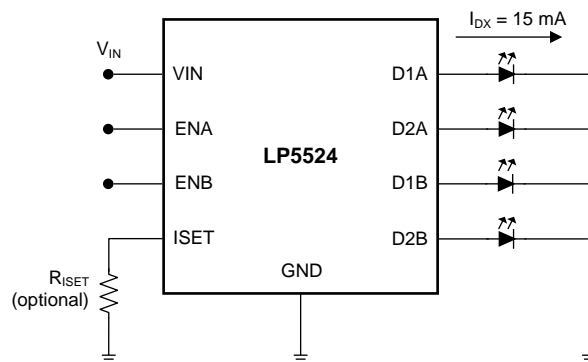 I_DX = 15 mA
V_IN
VIN
D1A
ENA
D2A
LP5524
ENB
D1B
ISET
D2B
GND
R_ISET
(optional)